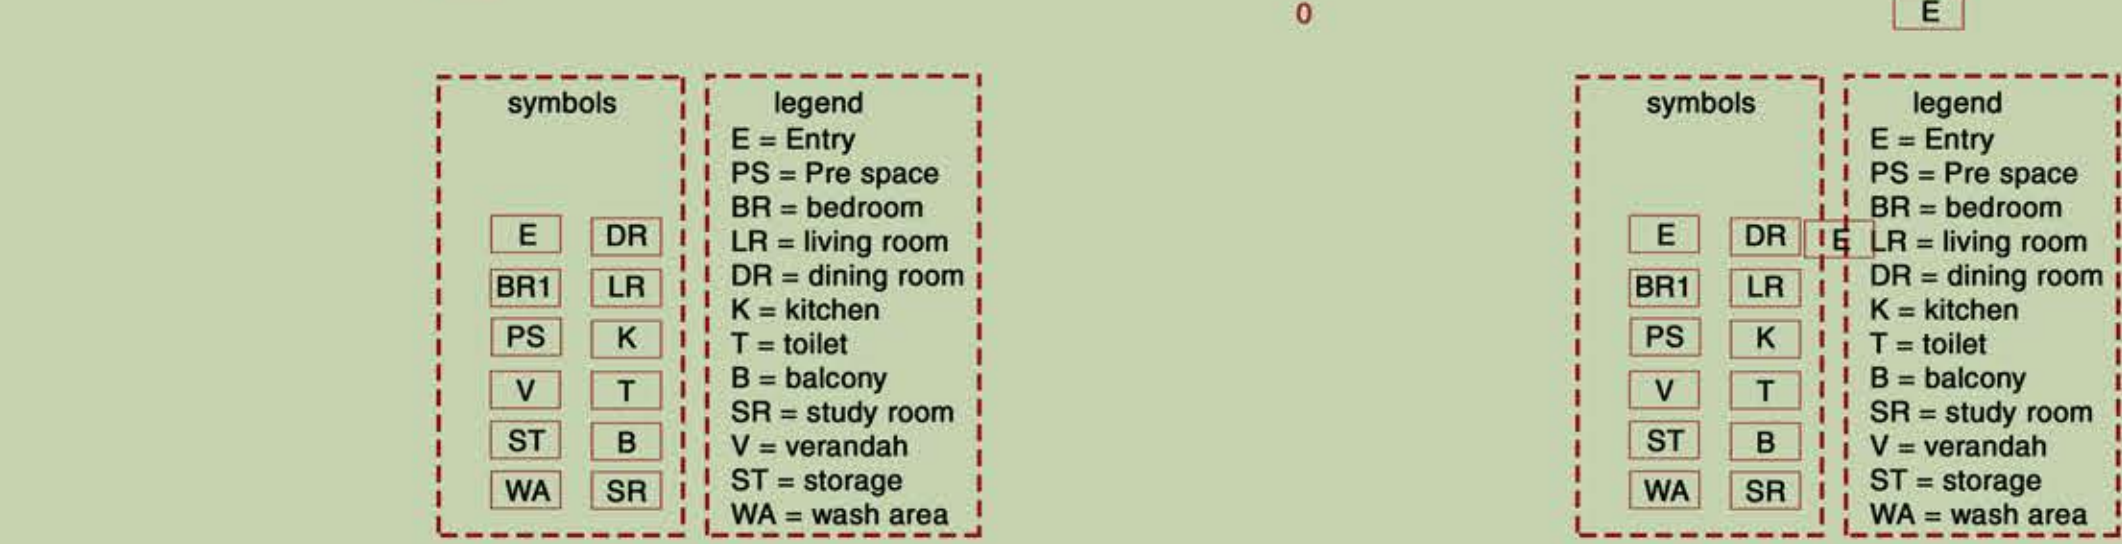 0
E
symbols
E DR
BR1 LR
PS K
V T
ST B
WA SR
legend
E = Entry
PS = Pre space
BR = bedroom
LR = living room
DR = dining room
K = kitchen
T = toilet
B = balcony
SR = study room
V = verandah
ST = storage
WA = wash area
symbols
E DR E
BR1 LR
PS K
V T
ST B
WA SR
legend
E = Entry
PS = Pre space
BR = bedroom
LR = living room
DR = dining room
K = kitchen
T = toilet
B = balcony
SR = study room
V = verandah
ST = storage
WA = wash area